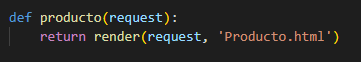 def producto(request):
    return render(request, 'Producto.html')